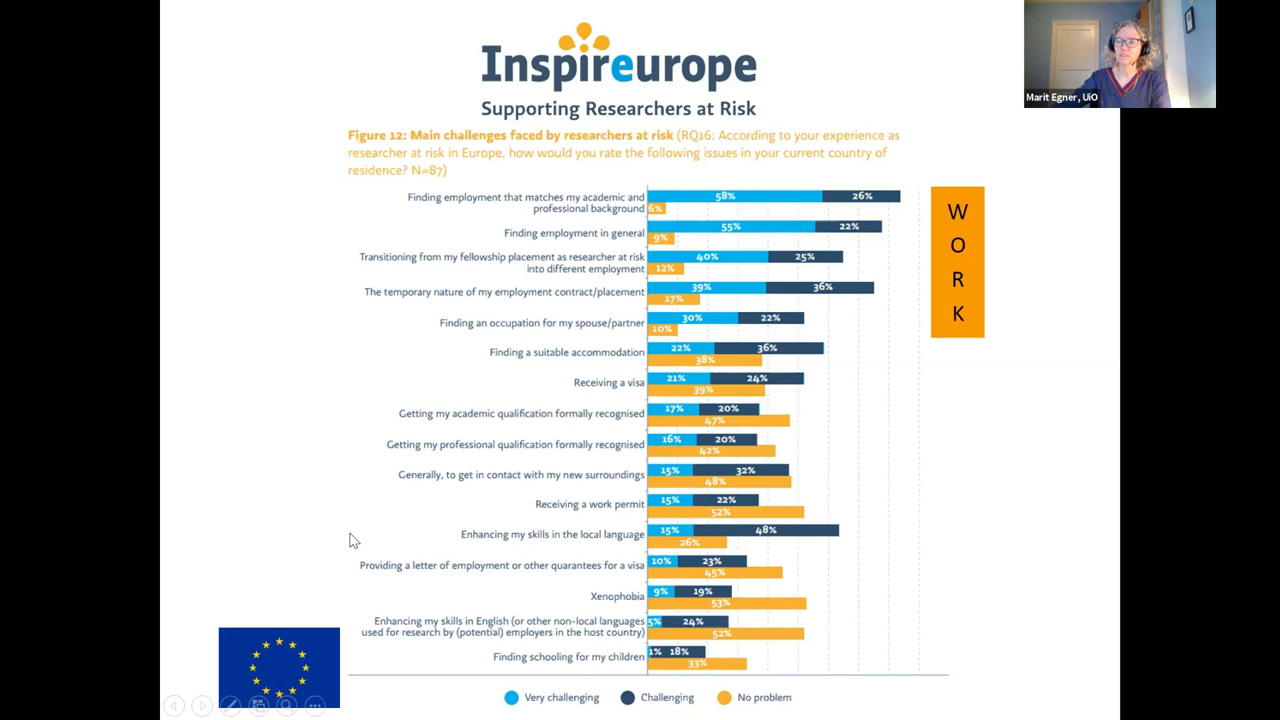 Inspireurope
Supporting Researchers at Risk
Marit Egner, UiO
Figure 12: Main challenges faced by researchers at risk (RQ16: According to your experience as
researcher at risk in Europe, how would you rate the following issues in your current country of
residence? N=87)
Finding employment that matches my academic and
professional background
58% 26%
6%
Finding employment in general
55% 22%
9%
Transitioning from my fellowship placement as researcher at risk
into different employment
40% 25%
12%
The temporary nature of my employment contract/placement
39% 36%
17%
Finding an occupation for my spouse/partner
30% 22%
10%
Finding a suitable accommodation
22% 36%
38%
Receiving a visa
21% 24%
39%
Getting my academic qualification formally recognised
17% 20%
47%
Getting my professional qualification formally recognised
16% 20%
42%
Generally, to get in contact with my new surroundings
15% 32%
48%
Receiving a work permit
15% 22%
52%
Enhancing my skills in the local language
15% 48%
26%
Providing a letter of employment or other quarantees for a visa
10% 23%
45%
Xenophobia
9% 19%
53%
Enhancing my skills in English (or other non-local languages
used for research by (potential) employers in the host country)
5% 24%
52%
Finding schooling for my children
1% 18%
33%
W
O
R
K
Very challenging Challenging No problem